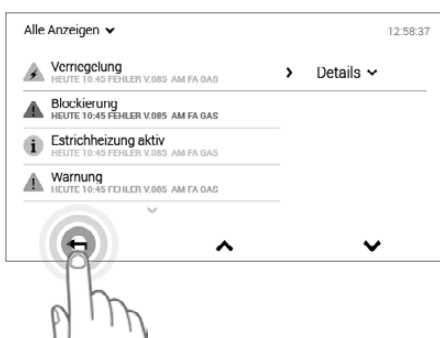 Alle Anzeigen
12:58:37
Verriegelung
HEUTE 10:45 FEHLER V.085 AM FA GAS
Details
Blockierung
HEUTE 10:45 FEHLER V.085 AM FA GAS
Estrichheizung aktiv
HEUTE 10:45 FEHLER V.085 AM FA GAS
Warnung
HEUTE 10:45 FEHLER V.085 AM FA GAS